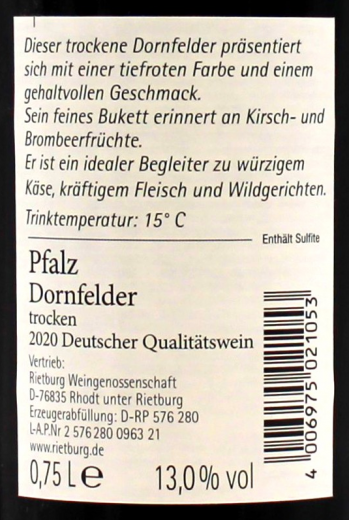 Dieser trockene Dornfelder präsentiert
sich mit einer tiefroten Farbe und einem
gehaltvollen Geschmack.
Sein feines Bukett erinnert an Kirsch- und
Brombeerfrüchte.
Er ist ein idealer Begleiter zu würzigem
Käse, kräftigem Fleisch und Wildgerichten.
Trinktemperatur: 15° C
Enthält Sulfite
Pfalz
Dornfelder
trocken
2020 Deutscher Qualitätswein
Vertrieb:
Rietburg Weingenossenschaft
D-76835 Rhodt unter Rietburg
Erzeugerabfüllung: D-RP 576 280
L-A.P.Nr 2 576 280 0963 21
www.rietburg.de
0,75 L e 13,0% vol
4 006975 021053